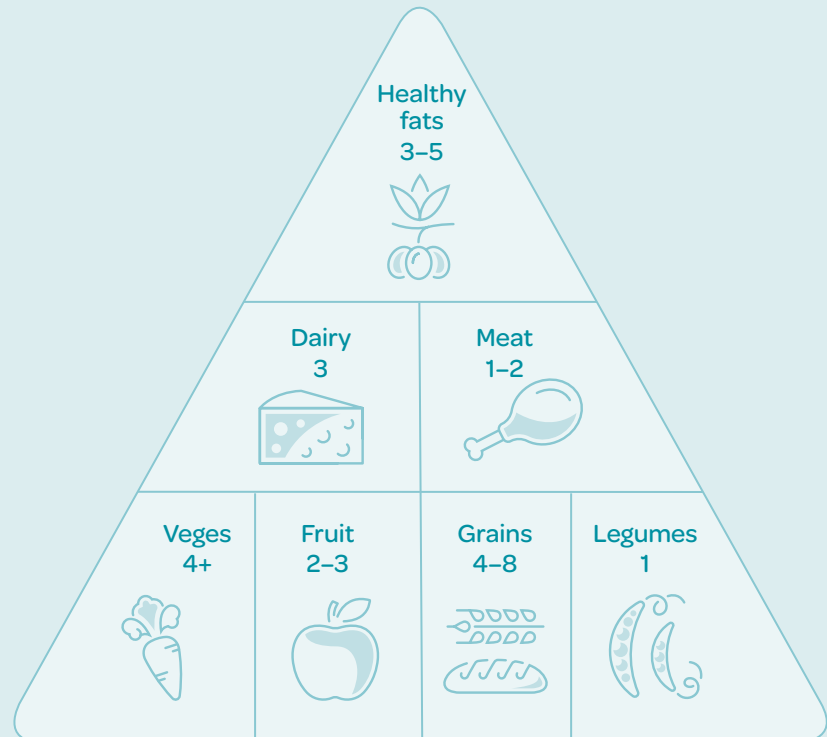 Healthy
fats
3–5
Dairy
3
Meat
1–2
Veges
4+
Fruit
2–3
Grains
4–8
Legumes
1